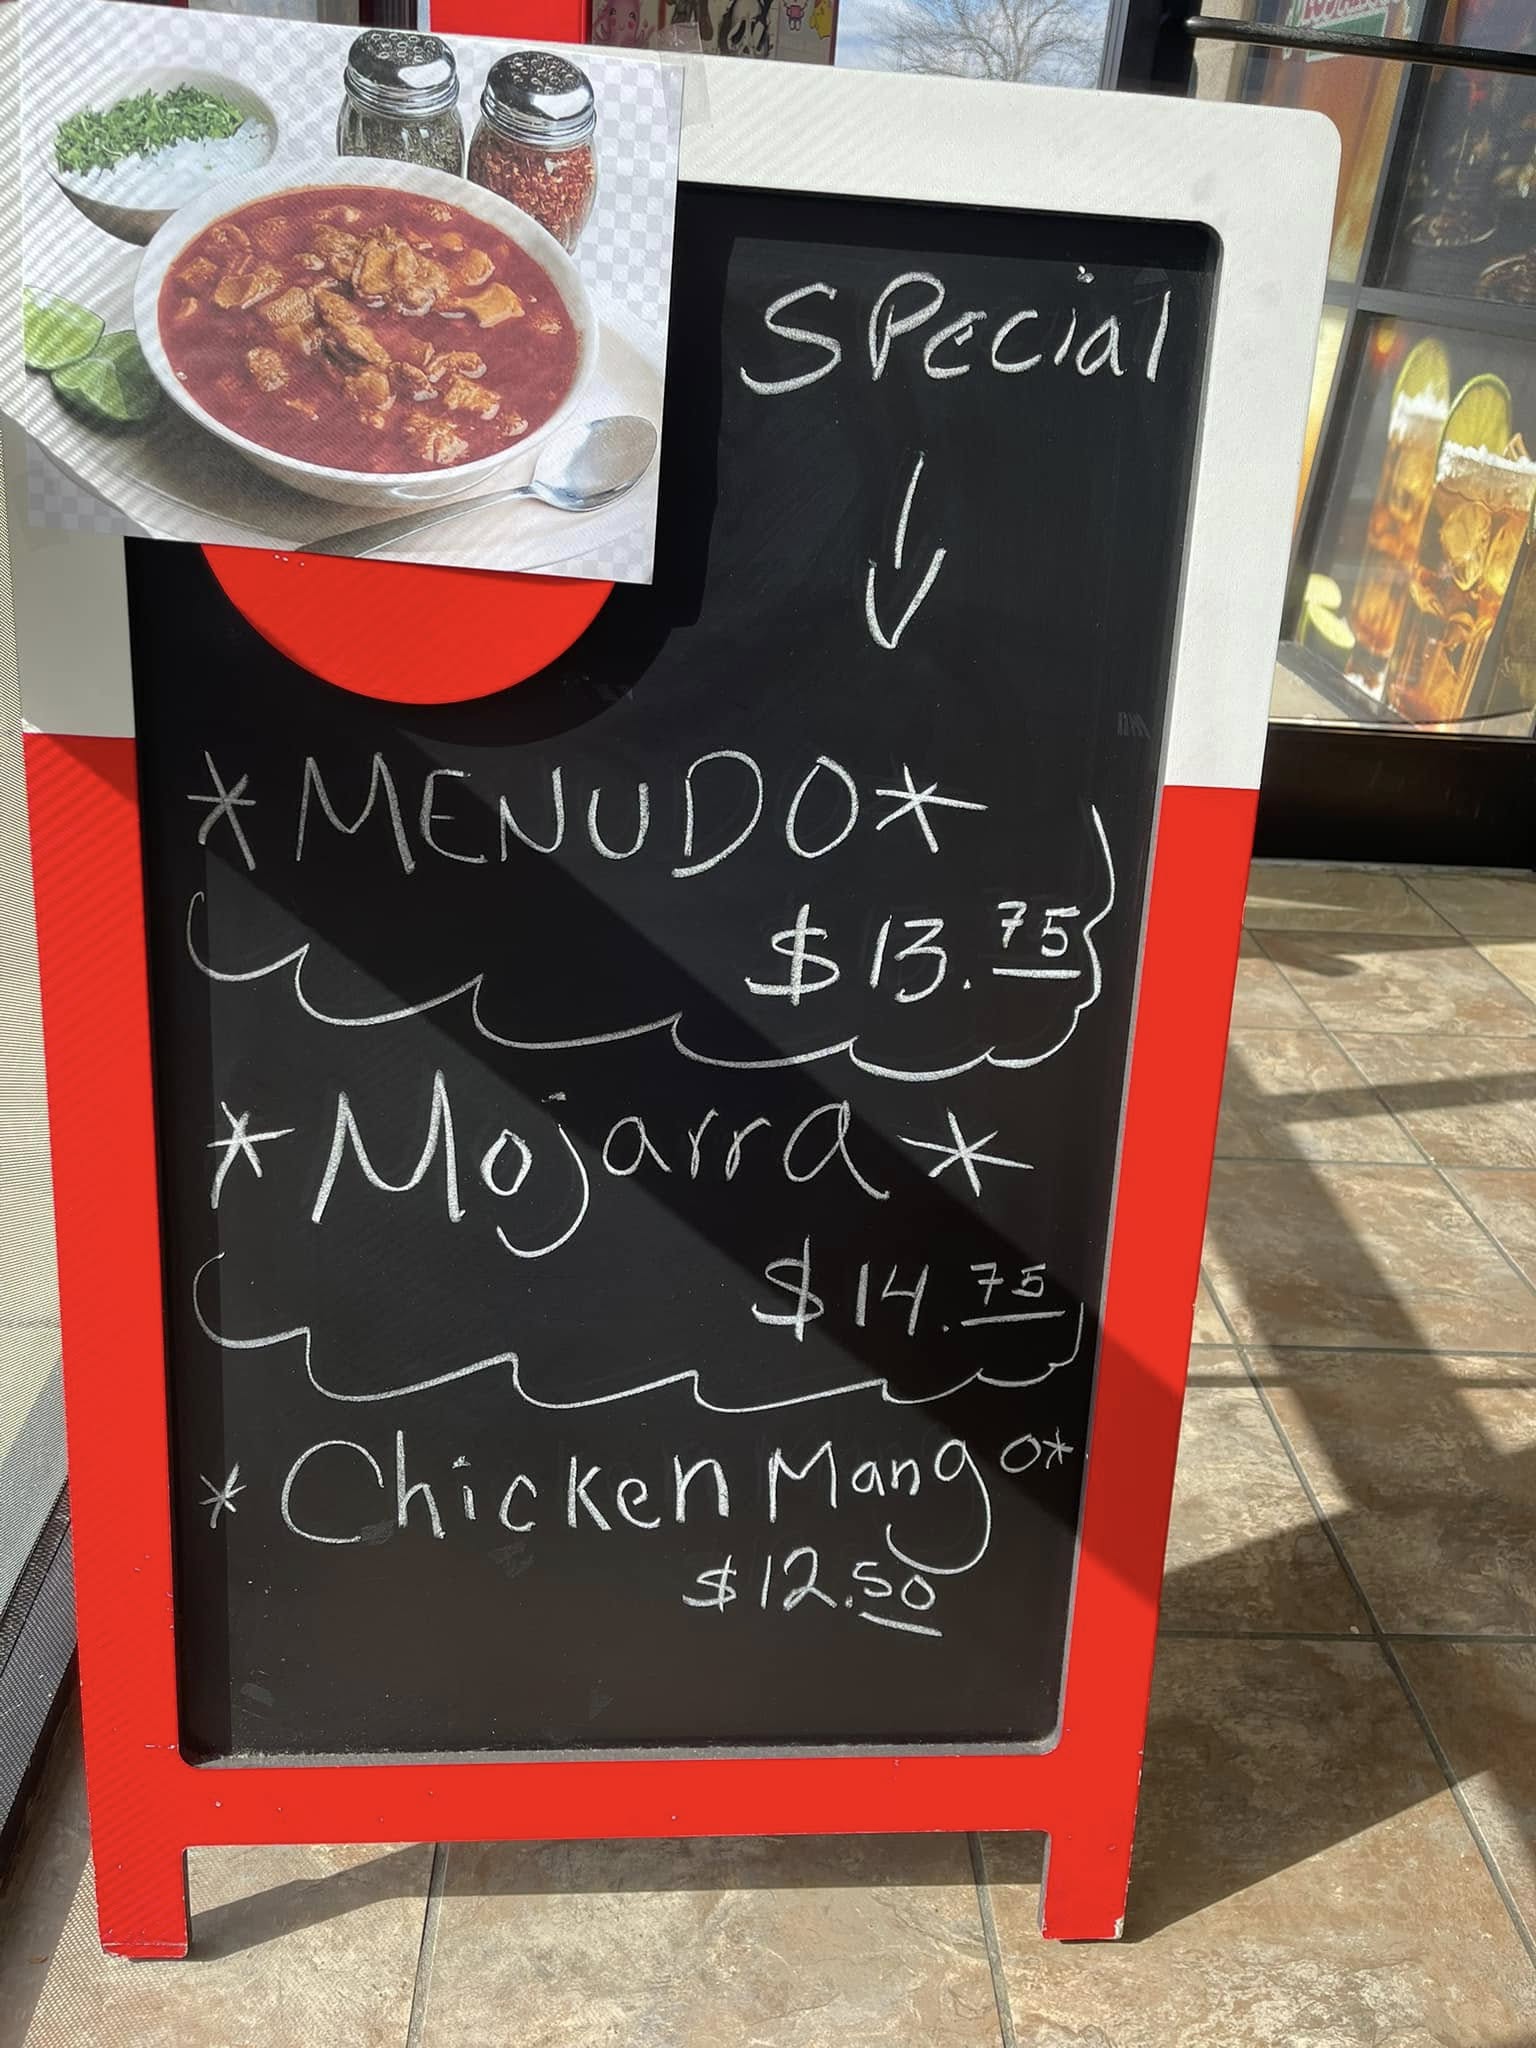 Special
*MENUDO*
$13.75
*Mojarra*
$14.75
*Chicken Mango*
$12.50